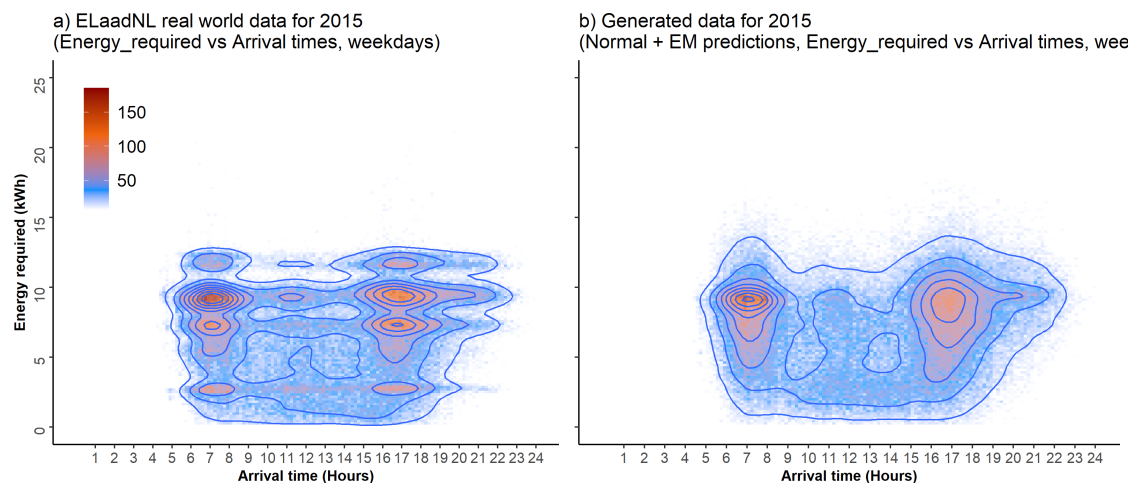 a) ELaadNL real world data for 2015
(Energy_required vs Arrival times, weekdays)
25
20
15
10
5
0
Energy required (kWh)
150
100
50
1 2 3 4 5 6 7 8 9 10 11 12 13 14 15 16 17 18 19 20 21 22 23 24
Arrival time (Hours)
b) Generated data for 2015
(Normal + EM predictions, Energy_required vs Arrival times, wee
1 2 3 4 5 6 7 8 9 10 11 12 13 14 15 16 17 18 19 20 21 22 23 24
Arrival time (Hours)